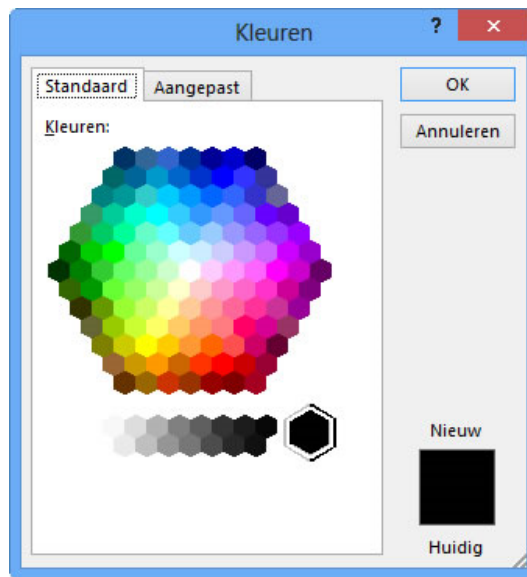 Kleuren
?
Standaard
Aangepast
OK
Annuleren
Kleuren:
Nieuw
Huidig